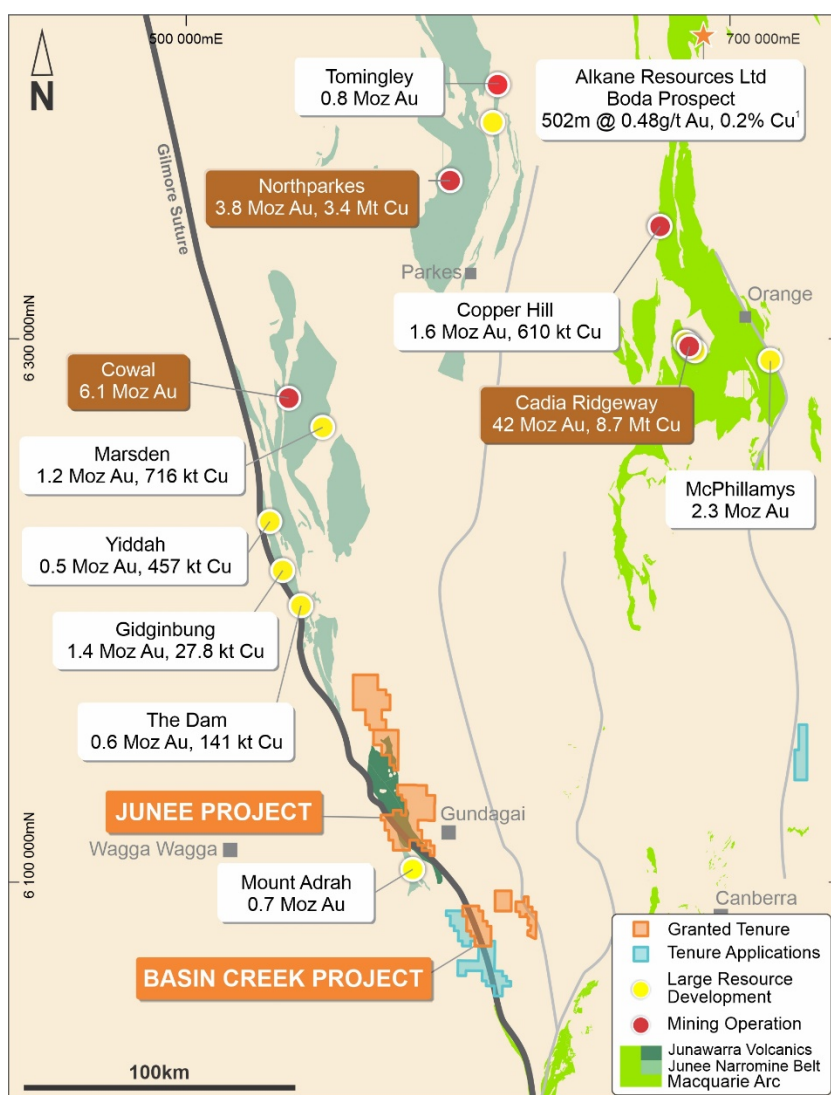 500 000mE
700 000mE
N
Tomingley
0.8 Moz Au
Alkane Resources Ltd
Boda Prospect
502m @ 0.48g/t Au, 0.2% Cu¹
Gilmore Suture
Northparkes
3.8 Moz Au, 3.4 Mt Cu
Parkes
Copper Hill
1.6 Moz Au, 610 kt Cu
Orange
6 300 000mN
Cowal
6.1 Moz Au
Cadia Ridgeway
42 Moz Au, 8.7 Mt Cu
Marsden
1.2 Moz Au, 716 kt Cu
McPhillamys
2.3 Moz Au
Yiddah
0.5 Moz Au, 457 kt Cu
Gidginbung
1.4 Moz Au, 27.8 kt Cu
The Dam
0.6 Moz Au, 141 kt Cu
JUNEE PROJECT
Gundagai
Wagga Wagga
6 100 000mN
Mount Adrah
0.7 Moz Au
Canberra
BASIN CREEK PROJECT
Granted Tenure
Tenure Applications
Large Resource
Development
Mining Operation
Junawarra Volcanics
Junee Narromine Belt
Macquarie Arc
100km